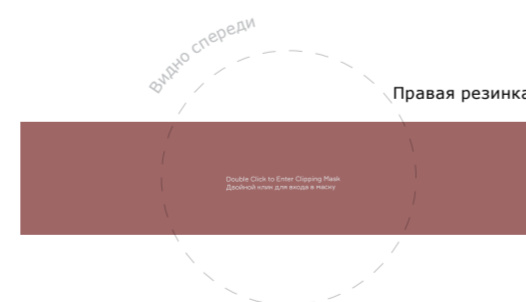 Видно спереди
Правая резинка
Double Click to Enter Clipping Mask
Двойной клик для входа в маску